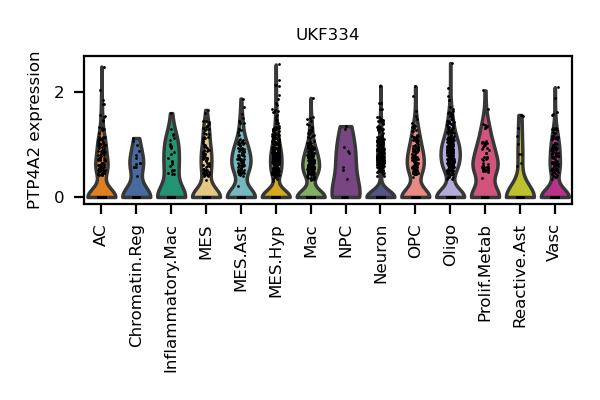 UKF334
PTP4A2 expression
2
0
AC
Chromatin.Reg
Inflammatory.Mac
MES
MES.Ast
MES.Hyp
Mac
NPC
Neuron
OPC
Oligo
Prolif.Metab
Reactive.Ast
Vasc